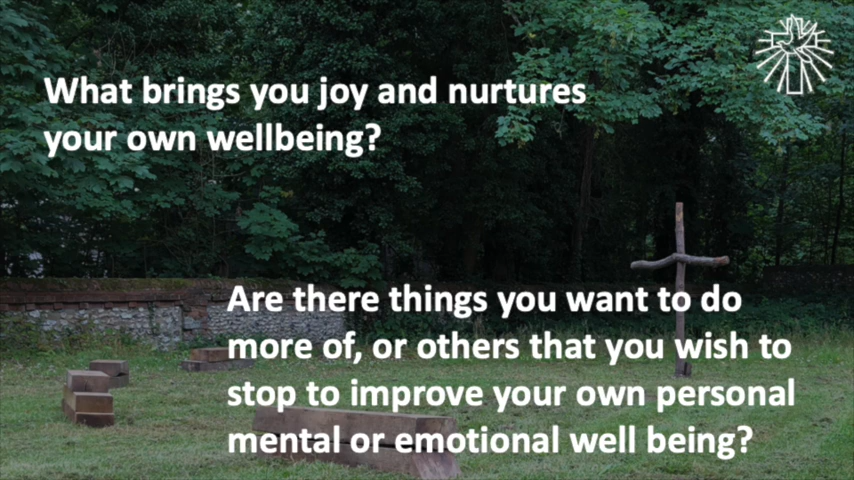 What brings you joy and nurtures
your own wellbeing?
Are there things you want to do
more of, or others that you wish to
stop to improve your own personal
mental or emotional well being?